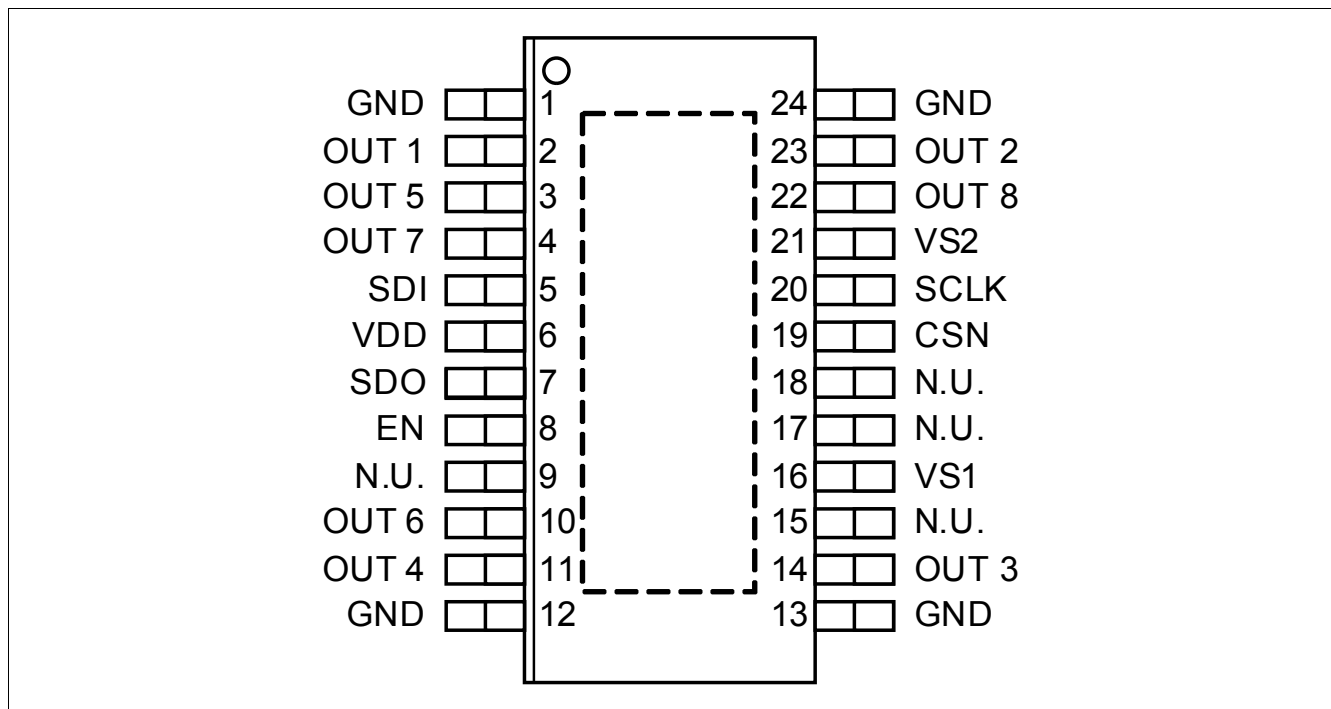 GND 1 24 GND
OUT 1 2 23 OUT 2
OUT 5 3 22 OUT 8
OUT 7 4 21 VS2
SDI 5 20 SCLK
VDD 6 19 CSN
SDO 7 18 N.U.
EN 8 17 N.U.
N.U. 9 16 VS1
OUT 6 10 15 N.U.
OUT 4 11 14 OUT 3
GND 12 13 GND